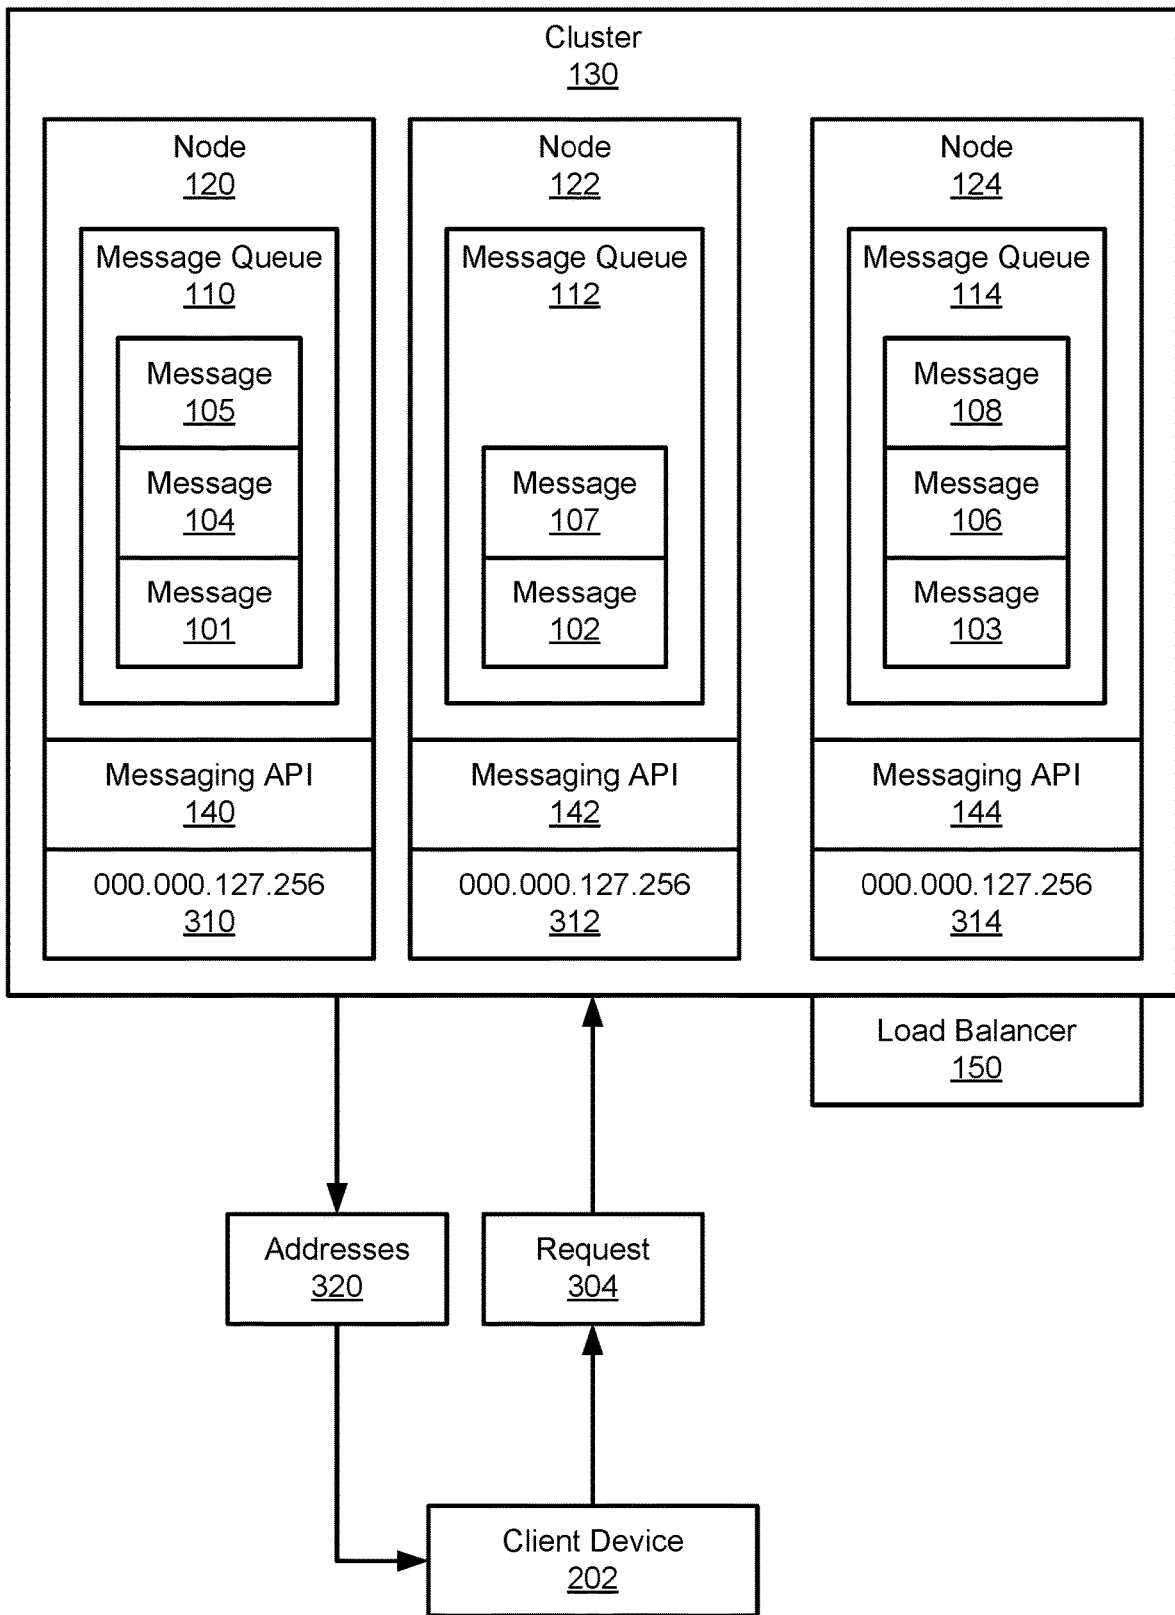 Cluster
130
Node
120
Message Queue
110
Message
105
Message
104
Message
101
Messaging API
140
000.000.127.256
310
Node
122
Message Queue
112
Message
107
Message
102
Messaging API
142
000.000.127.256
312
Node
124
Message Queue
114
Message
108
Message
106
Message
103
Messaging API
144
000.000.127.256
314
Load Balancer
150
Addresses
320
Request
304
Client Device
202